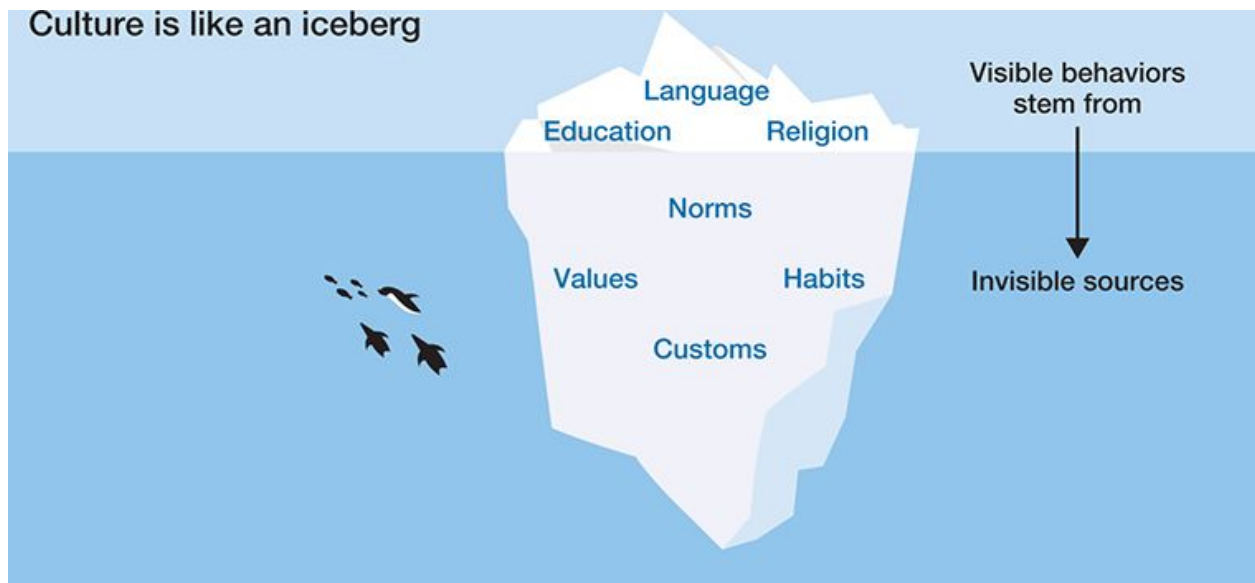 Culture is like an iceberg
Language
Education
Religion
Norms
Values
Habits
Customs
Visible behaviors
stem from
Invisible sources